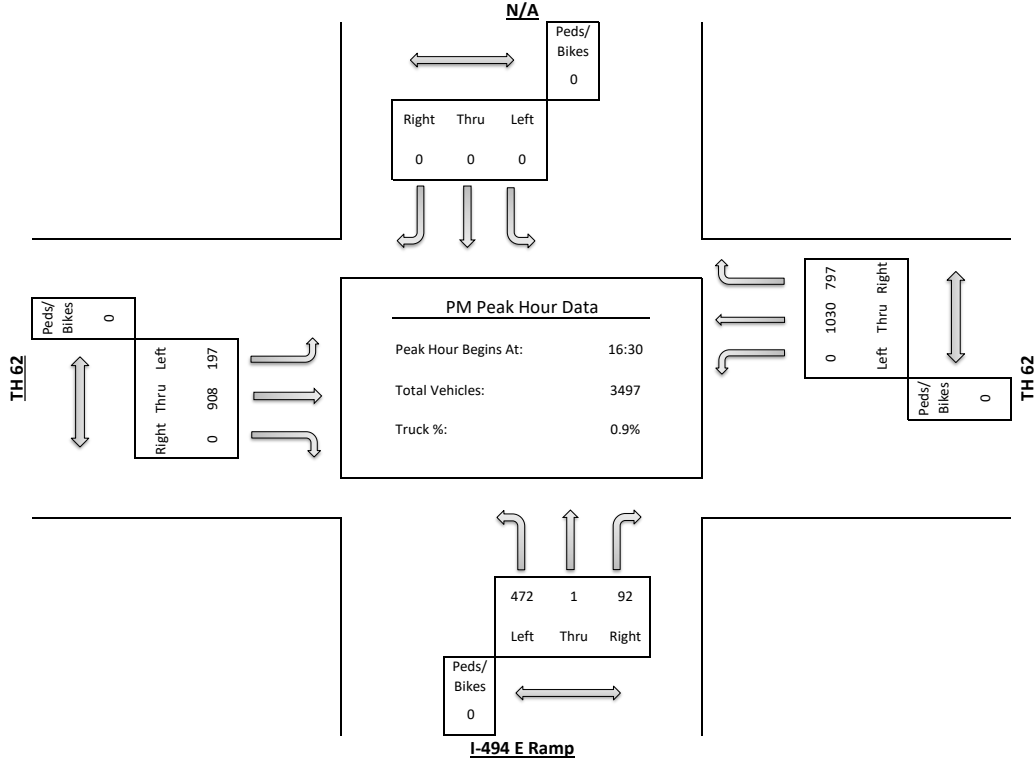 N/A
Peds/
Bikes
0
Right Thru Left
0 0 0
PM Peak Hour Data
Peak Hour Begins At: 16:30
Total Vehicles: 3497
Truck %: 0.9%
TH 62
Peds/
Bikes
0
Right Thru Left
0 908 197
0 1030 797
Left Thru Right
Peds/
Bikes
0
TH 62
472 1 92
Left Thru Right
Peds/
Bikes
0
I-494 E Ramp